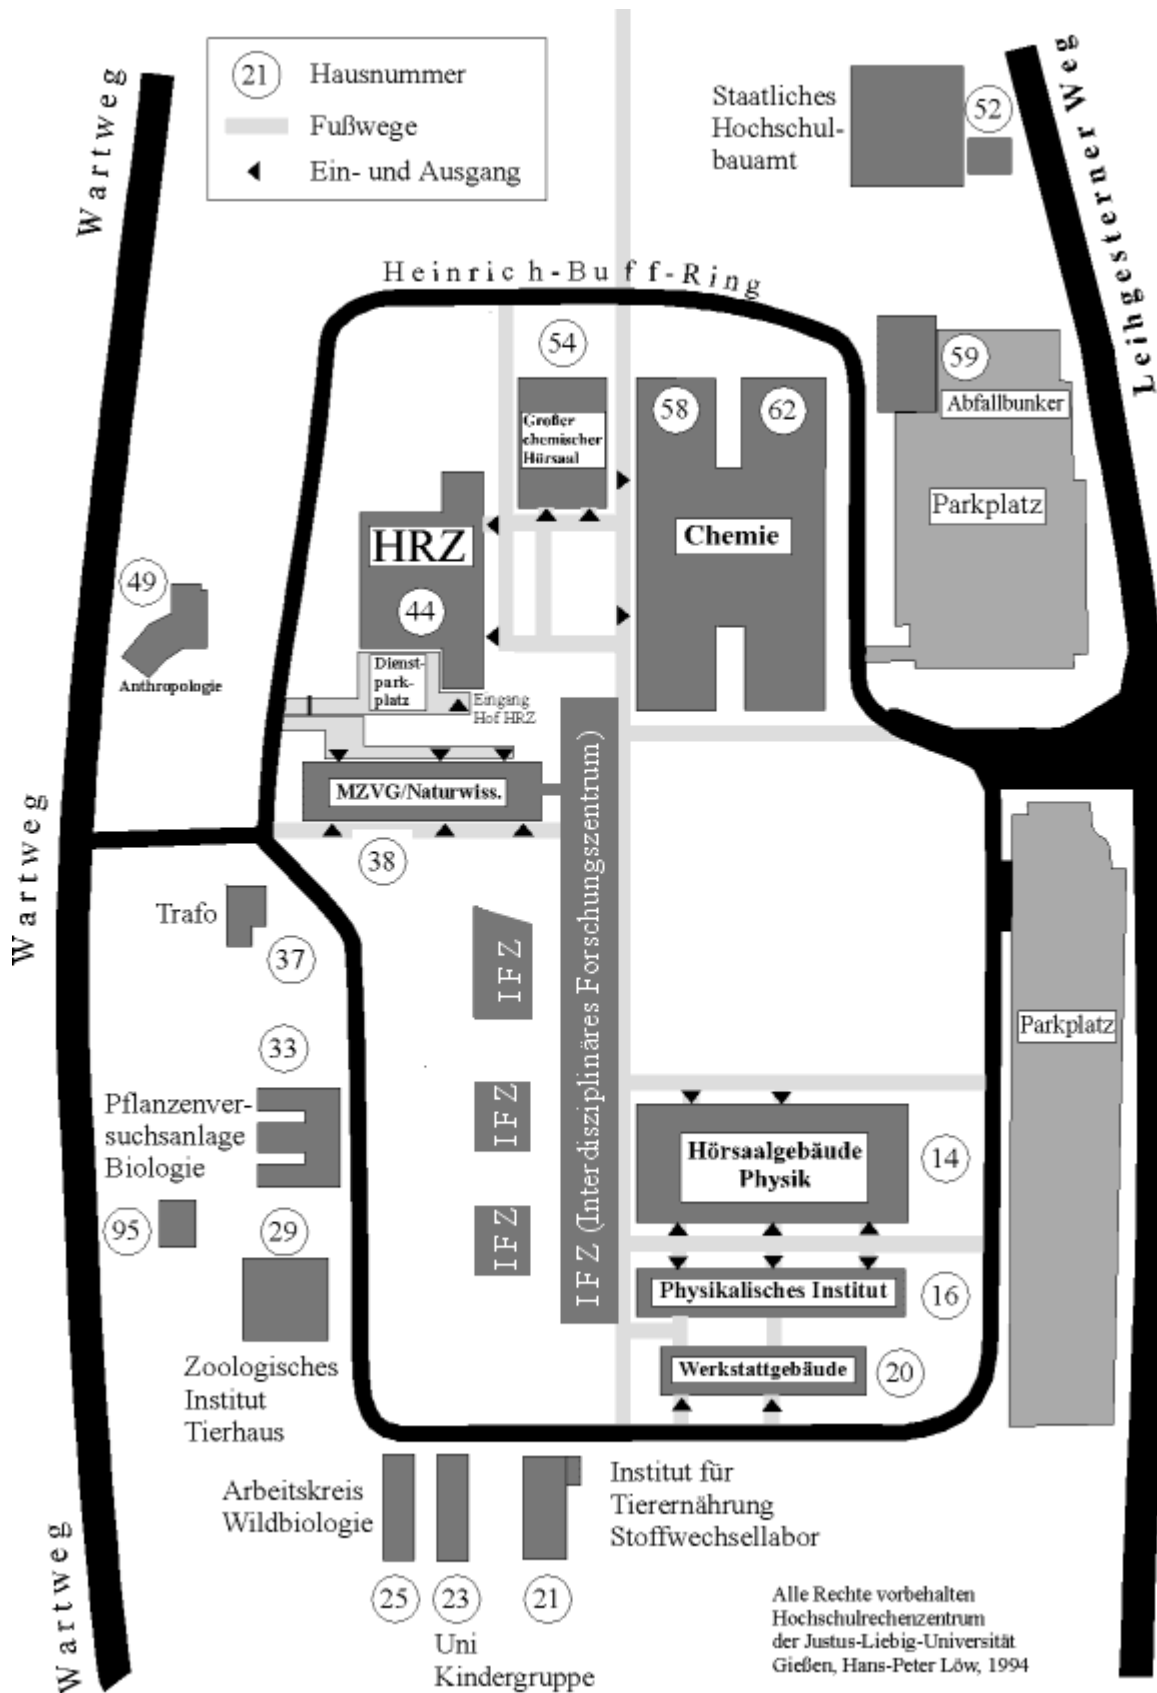 21 Hausnummer
Fußwege
Ein- und Ausgang
Wartweg
Staatliches
Hochschul-
bauamt
52
Leihgesterner Weg
Heinrich-Buff-Ring
54
Großer
chemischer
Hörsaal
58
62
59
Abfallbunker
Parkplatz
HRZ
44
Chemie
49
Anthropologie
Dienst-
park-
platz
Eingang
Hof HRZ
MZVG/Naturwiss.
38
Wartweg
IFZ (Interdisziplinäres Forschungszentrum)
Trafo
37
IFZ
33
Parkplatz
Pflanzenver-
suchsanlage
Biologie
IFZ
Hörsaalgebäude
Physik
14
95
29
IFZ
Physikalisches Institut
16
Zoologisches
Institut
Tierhaus
Werkstattgebäude
20
Arbeitskreis
Wildbiologie
Institut für
Tierernährung
Stoffwechsellabor
25
23
21
Uni
Kindergruppe
Wartweg
Alle Rechte vorbehalten
Hochschulrechenzentrum
der Justus-Liebig-Universität
Gießen, Hans-Peter Löw, 1994